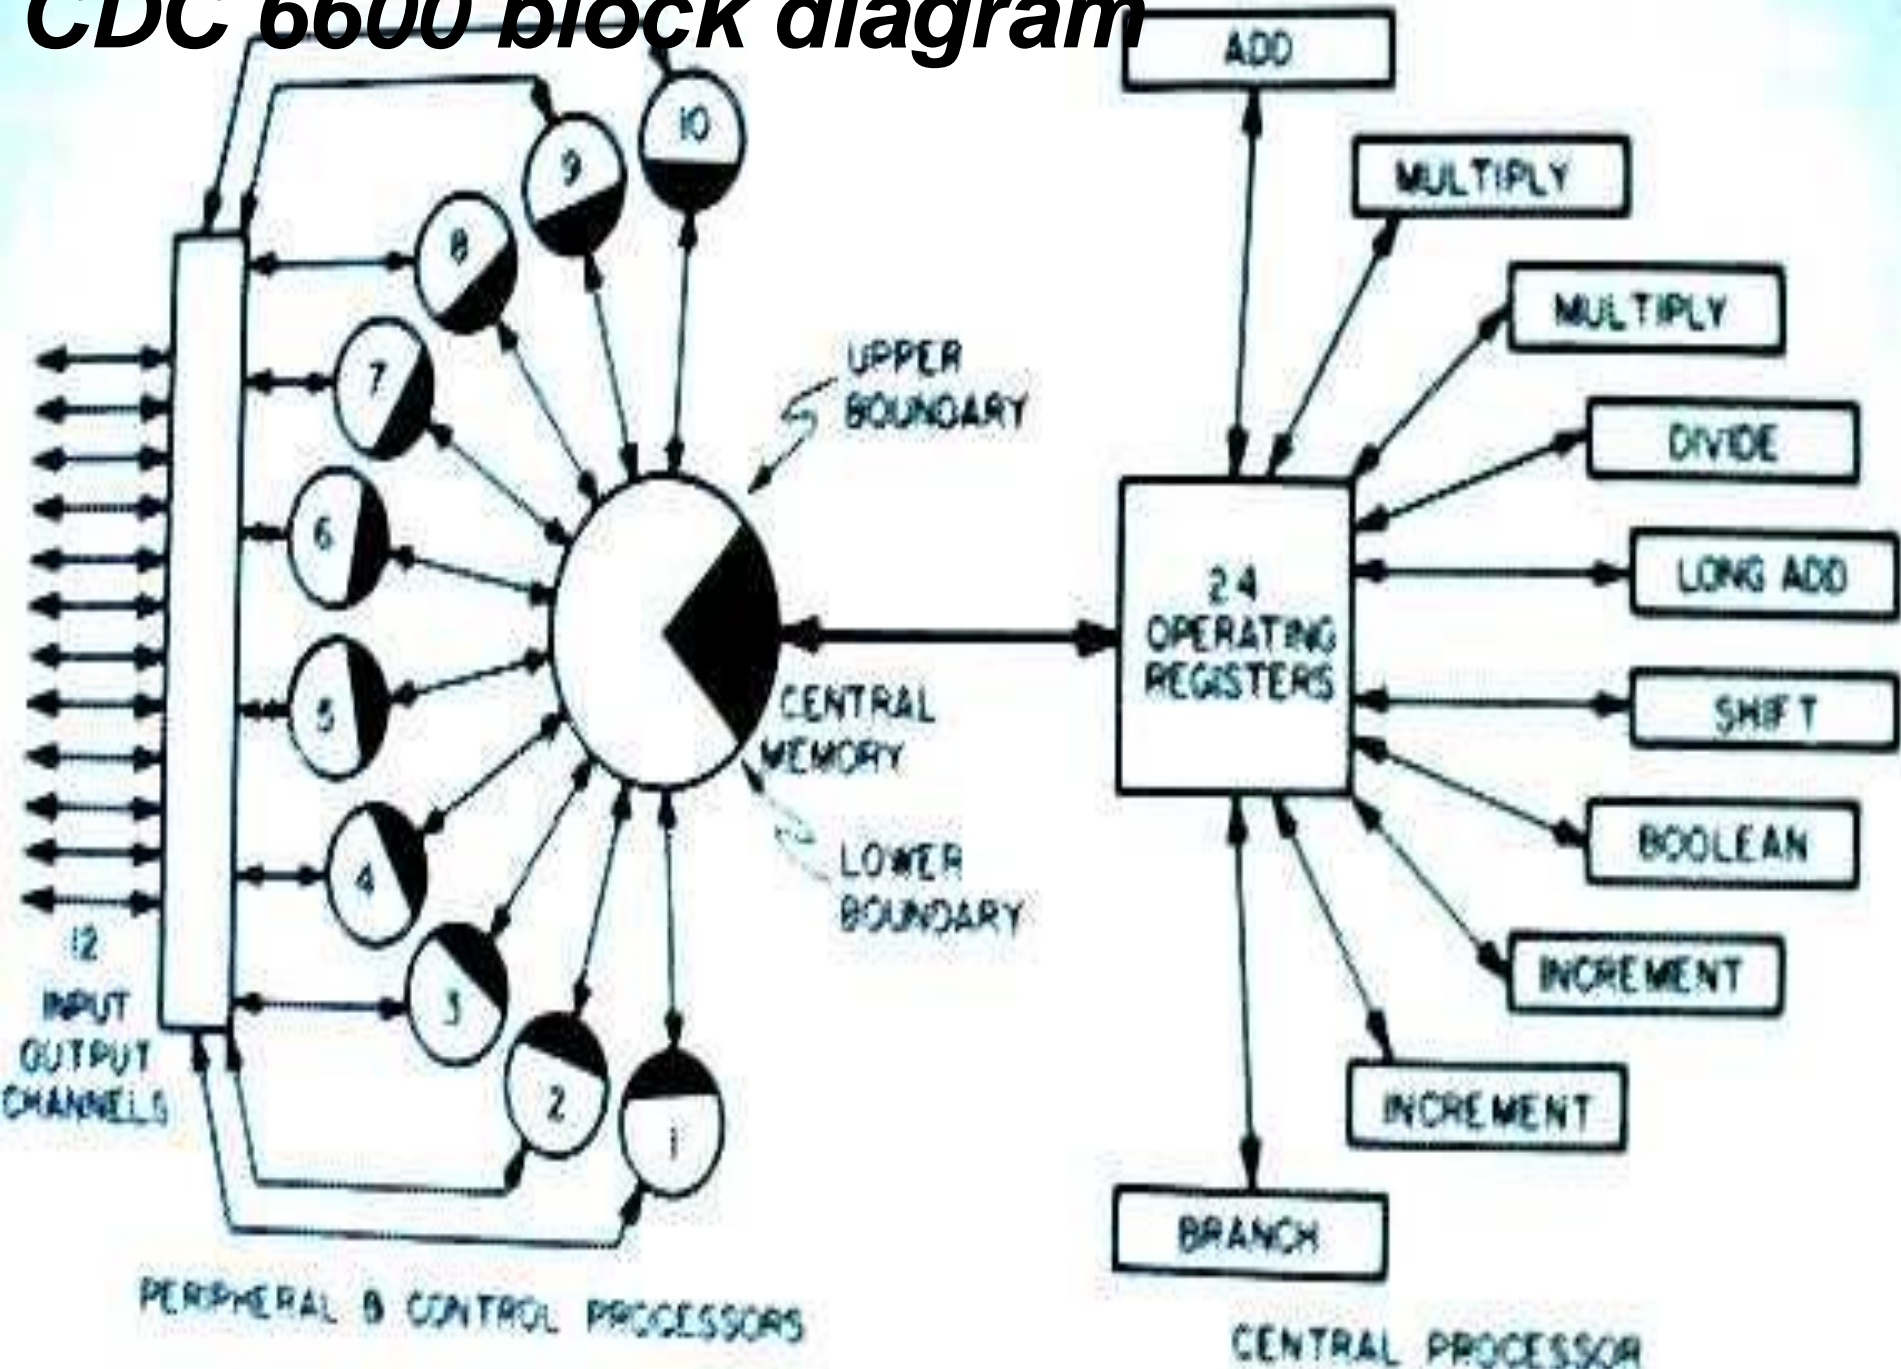 CDC 6600 block diagram
ADD
MULTIPLY
MULTIPLY
DIVIDE
LONG ADD
SHIFT
BOOLEAN
INCREMENT
INCREMENT
BRANCH
24
OPERATING
REGISTERS
10
9
8
7
6
5
4
3
2
1
UPPER
BOUNDARY
CENTRAL
MEMORY
LOWER
BOUNDARY
12
INPUT
OUTPUT
CHANNELS
PERIPHERAL & CONTROL PROCESSORS
CENTRAL PROCESSOR